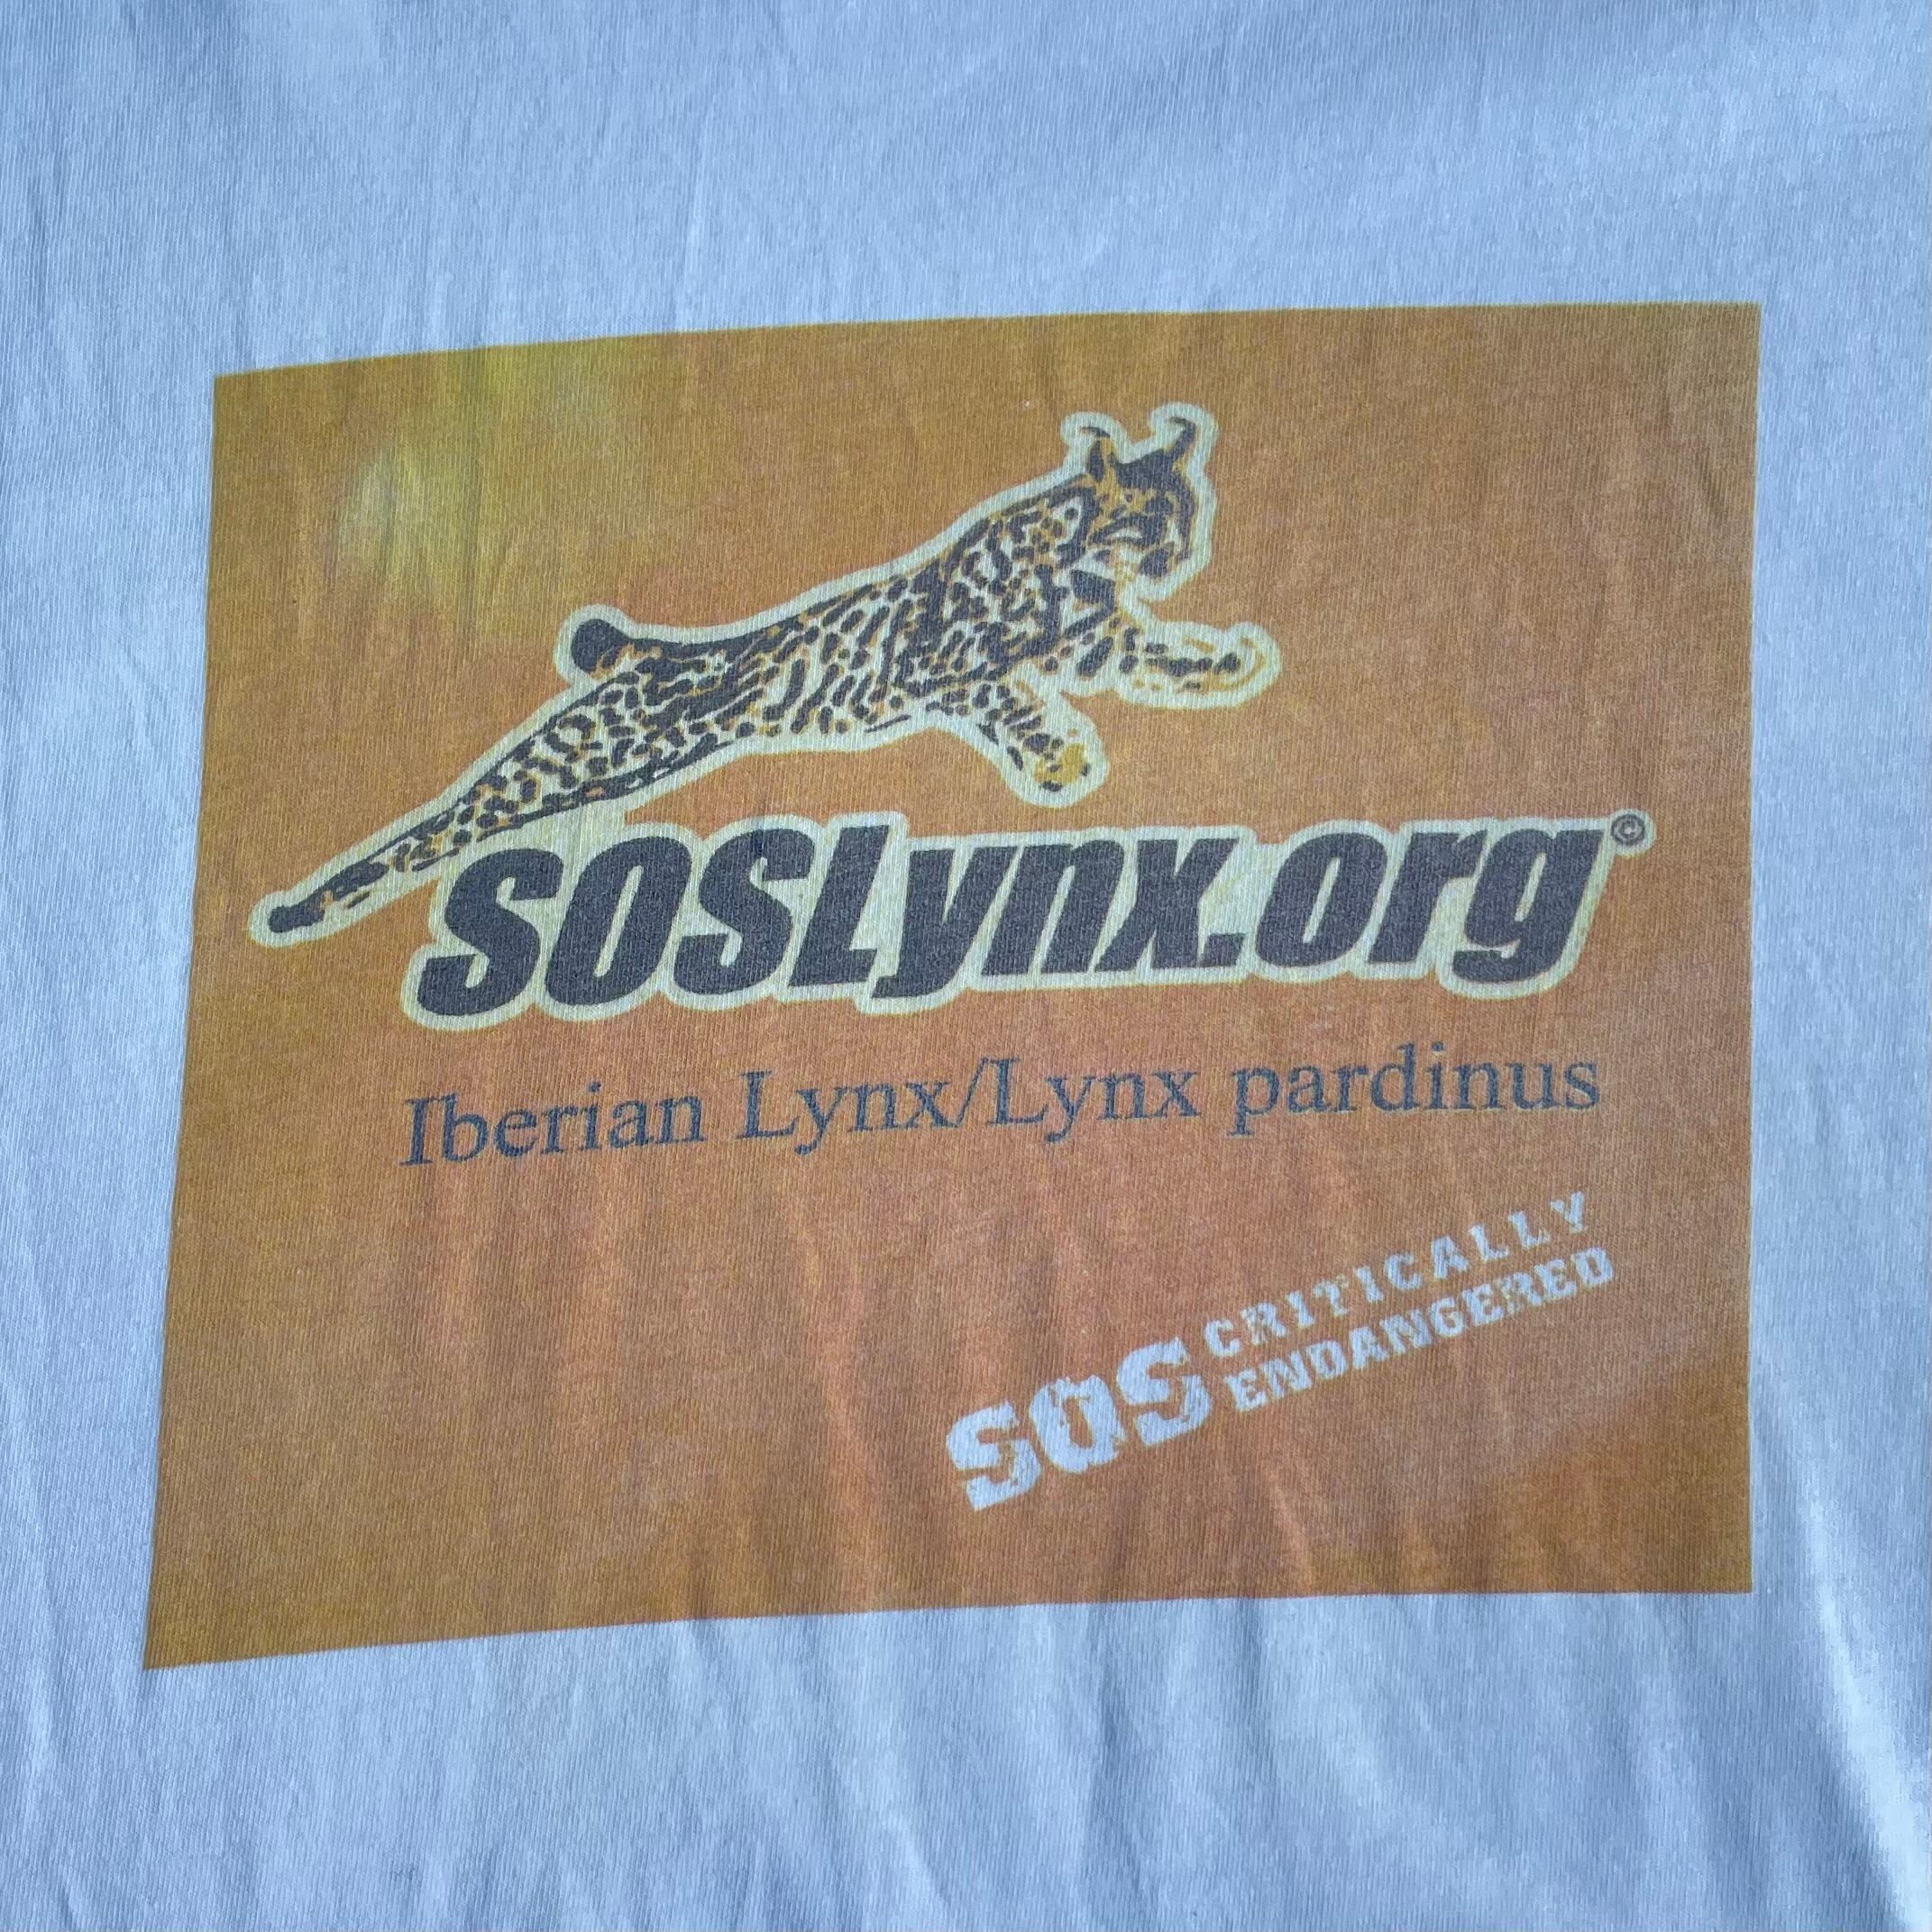 SOSLynx.org©
Iberian Lynx/Lynx pardinus
SOS CRITICALLY
ENDANGERED